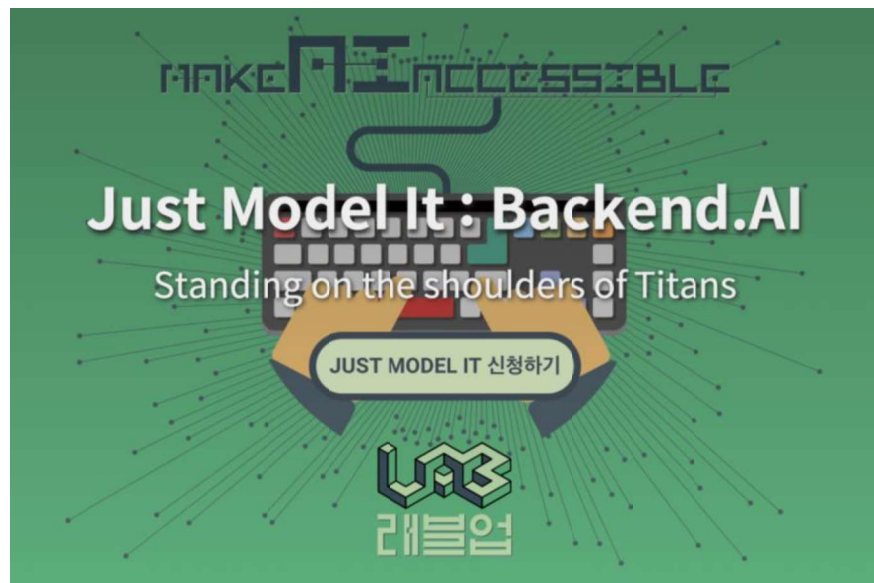 MAKE AI ACCESSIBLE
Just Model It : Backend.AI
Standing on the shoulders of Titans
JUST MODEL IT 신청하기
LAB
래블업